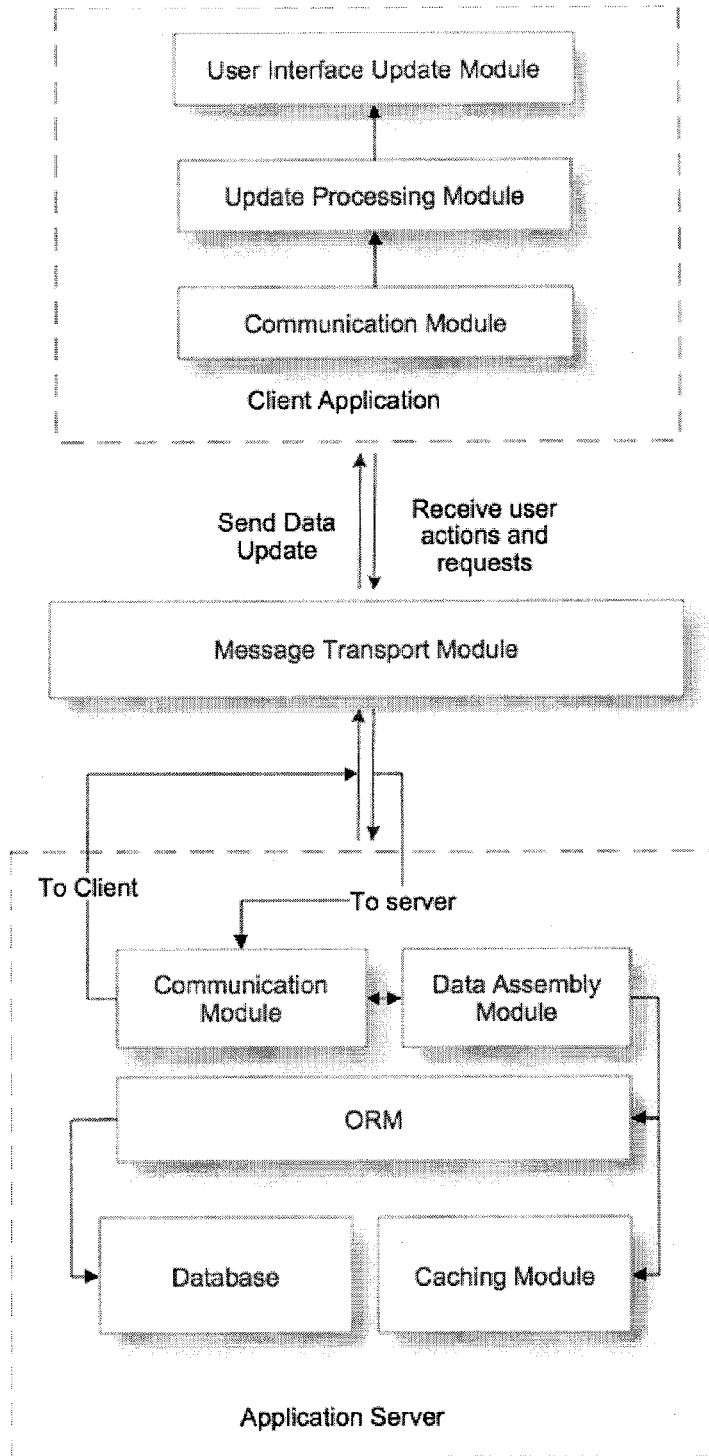 User Interface Update Module
Update Processing Module
Communication Module
Client Application
Send Data
Update
Receive user
actions and
requests
Message Transport Module
To Client
To server
Communication
Module
Data Assembly
Module
ORM
Database
Caching Module
Application Server